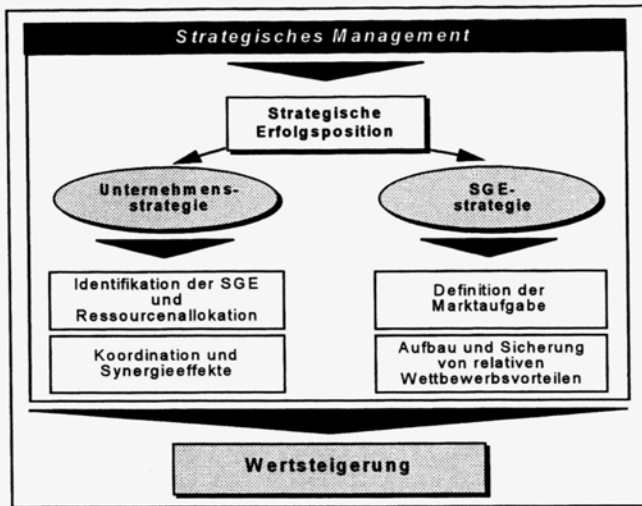 Strategisches Management
Strategische
Erfolgsposition
Unternehmens-
strategie
SGE-
strategie
Identifikation der SGE
und
Ressourcenallokation
Koordination und
Synergieeffekte
Definition der
Marktaufgabe
Aufbau und Sicherung
von relativen
Wettbewerbsvorteilen
Wertsteigerung